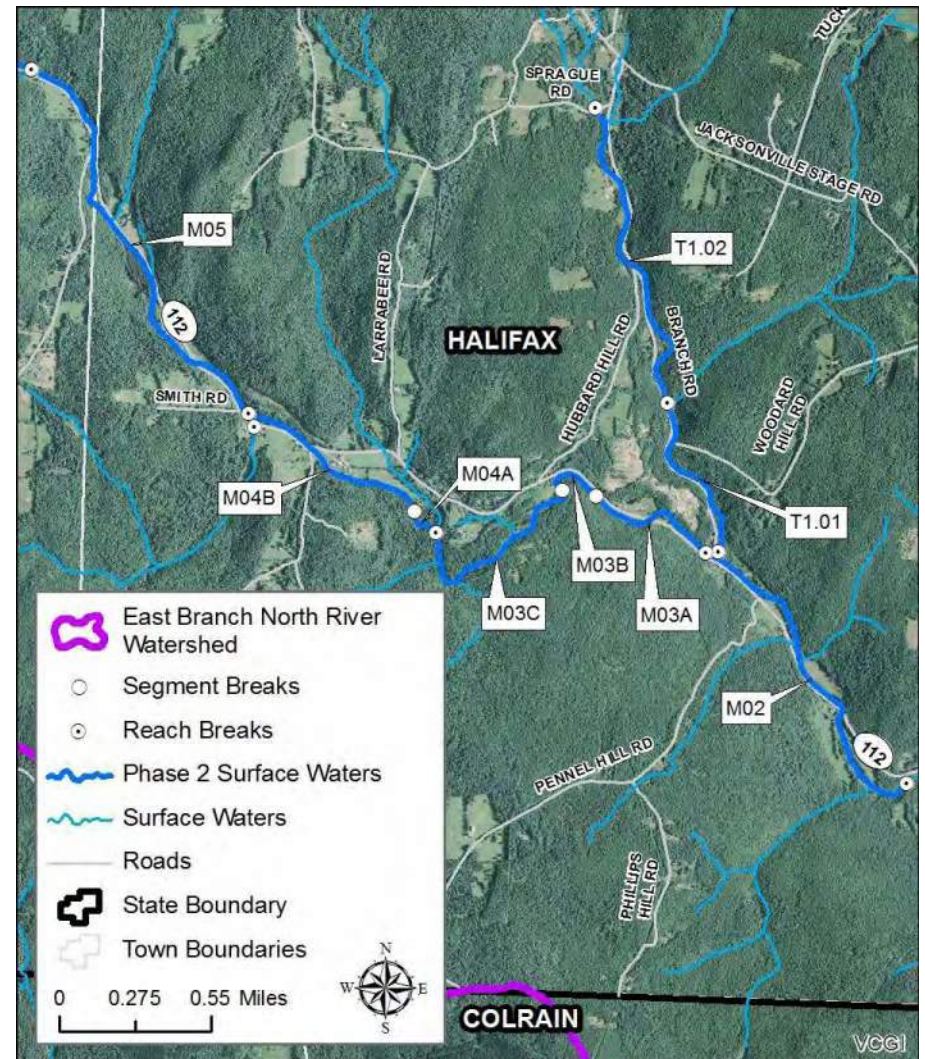 TUCK
SPRAGUE
RD
JACKSONVILLE STAGE RD
M05
T1.02
LARRABEE RD
HALIFAX
HUBBARD HILL RD
BRANCH RD
112
SMITH RD
WOODARD
HILL RD
M04A
M04B
T1.01
M03B
M03C
M03A
M02
PENNEL HILL RD
112
PHILLIPS
HILL RD
East Branch North River
Watershed
Segment Breaks
Reach Breaks
Phase 2 Surface Waters
Surface Waters
Roads
State Boundary
Town Boundaries
N
W E
S
0 0.275 0.55 Miles
COLRAIN
VCGI